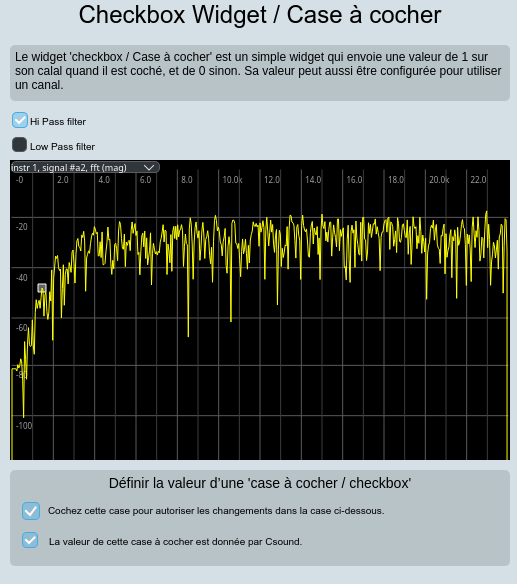 Checkbox Widget / Case à cocher
Le widget 'checkbox / Case à cocher' est un simple widget qui envoie une valeur de 1 sur
son calal quand il est coché, et de 0 sinon. Sa valeur peut aussi être configurée pour utiliser
un canal.
Hi Pass filter
Low Pass filter
instr 1, signal #a2, fft (mag)
-0 2.0 4.0 6.0 8.0 10.0k 12.0 14.0 16.0 18.0 20.0k 22.0
-20
-40
-60
-100
Définir la valeur d'une 'case à cocher / checkbox'
Cochez cette case pour autoriser les changements dans la case ci-dessous.
La valeur de cette case à cocher est donnée par Csound.